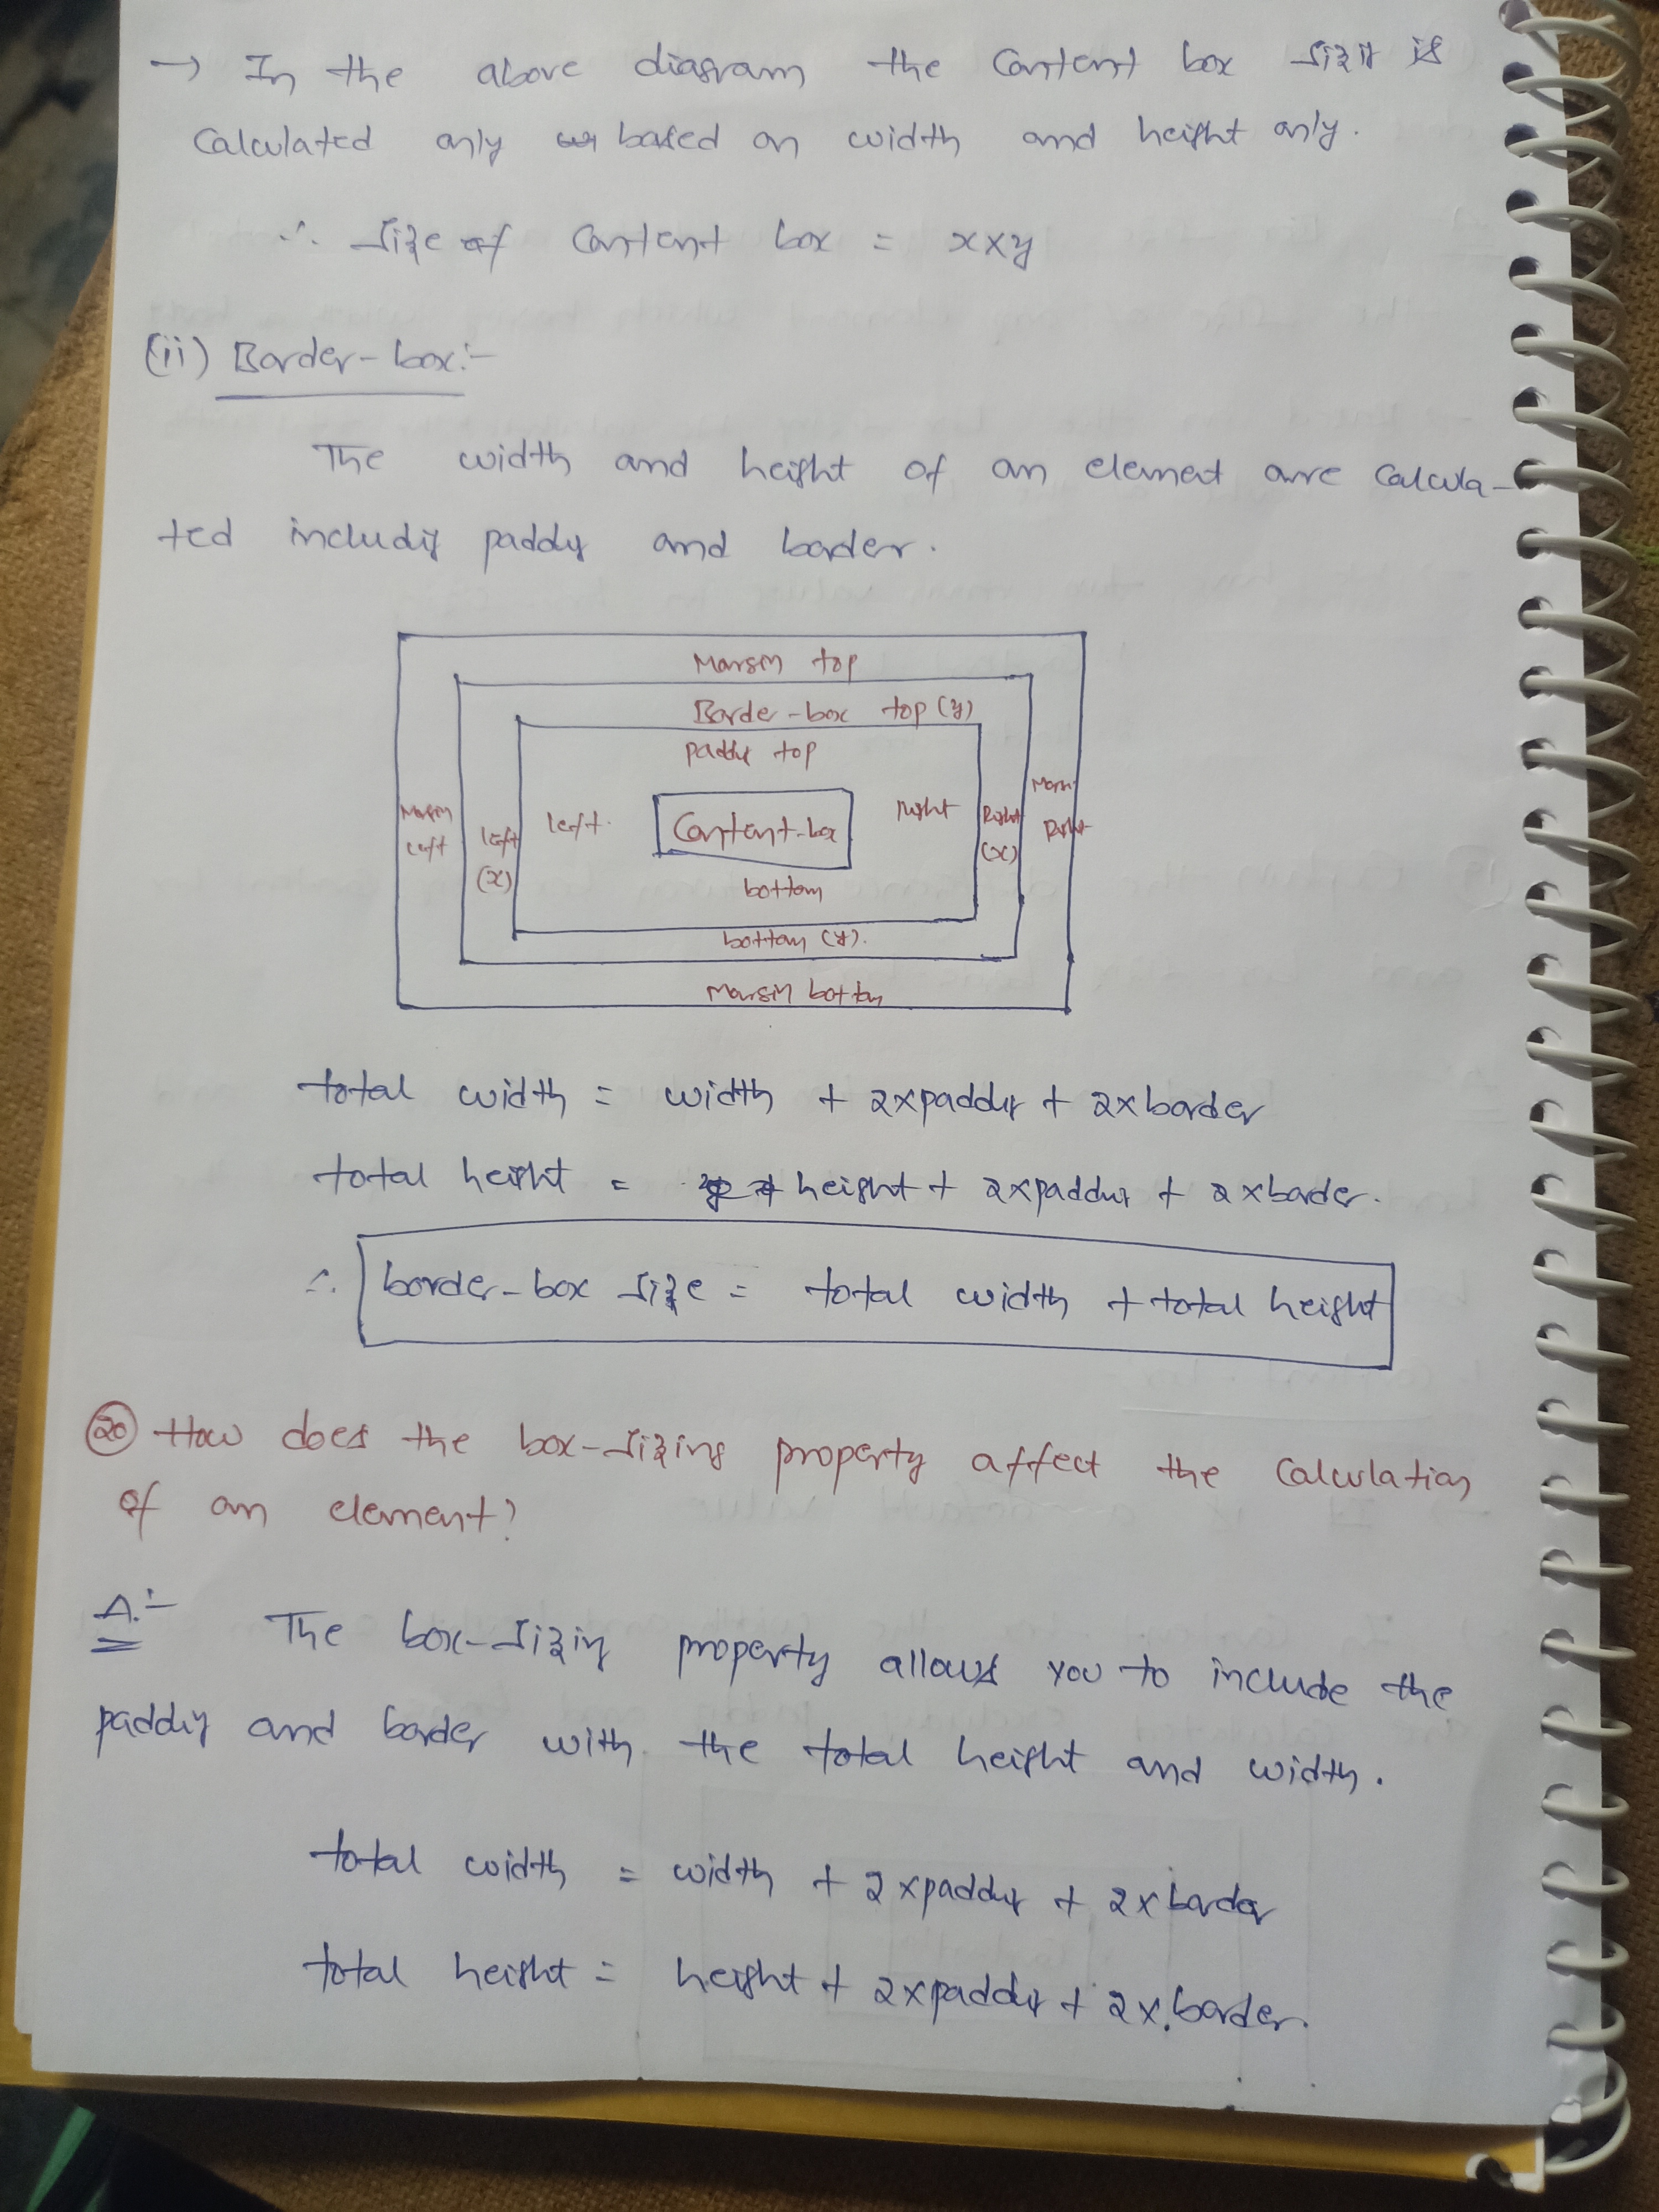 → In the above diagram the Content box size is
Calculated only based on width and height only.
∴ Size of Content box = x×y
(ii) Border-box:-
The width and height of an element are calcula-
ted including padding and border.
Margin top
Border-box top (y)
padding top
Margin left
left (x)
left
Content-box
right
Right (x)
Margin Right
bottom
bottom (y).
Margin bottom
total width = width + 2×padding + 2×border
total height = height + 2×padding + 2×border.
∴ border-box size = total width + total height
20 How does the box-sizing property affect the Calculation
of an element?
A:- The box-sizing property allows you to include the
padding and border with the total height and width.
total width = width + 2×padding + 2×border
total height = height + 2×padding + 2×border.